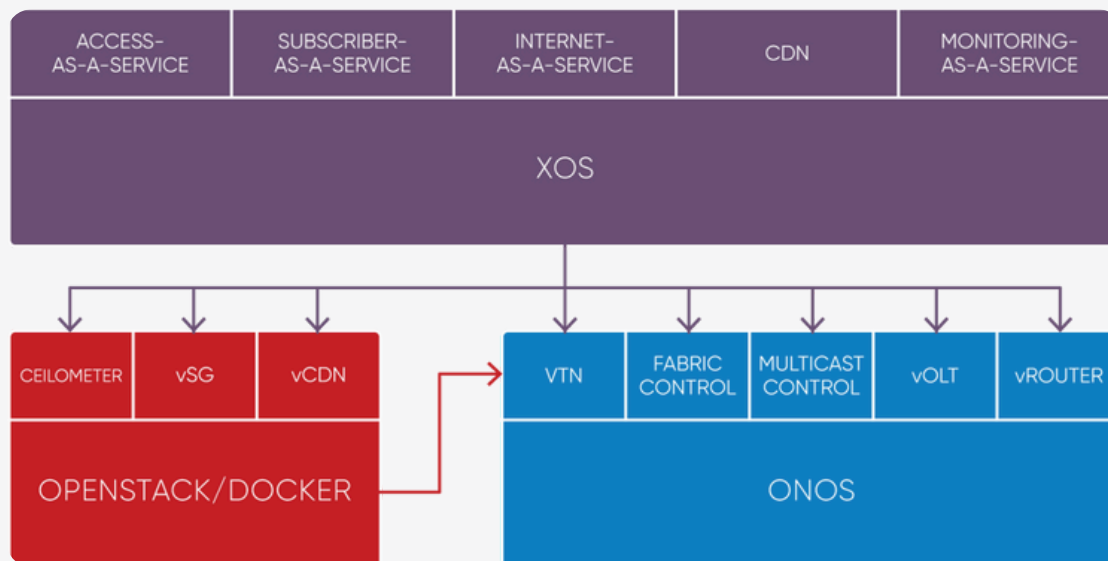 ACCESS-
AS-A-SERVICE
SUBSCRIBER-
AS-A-SERVICE
INTERNET-
AS-A-SERVICE
CDN
MONITORING-
AS-A-SERVICE
XOS
CEILOMETER
vSG
vCDN
VTN
FABRIC
CONTROL
MULTICAST
CONTROL
vOLT
vROUTER
OPENSTACK/DOCKER
ONOS